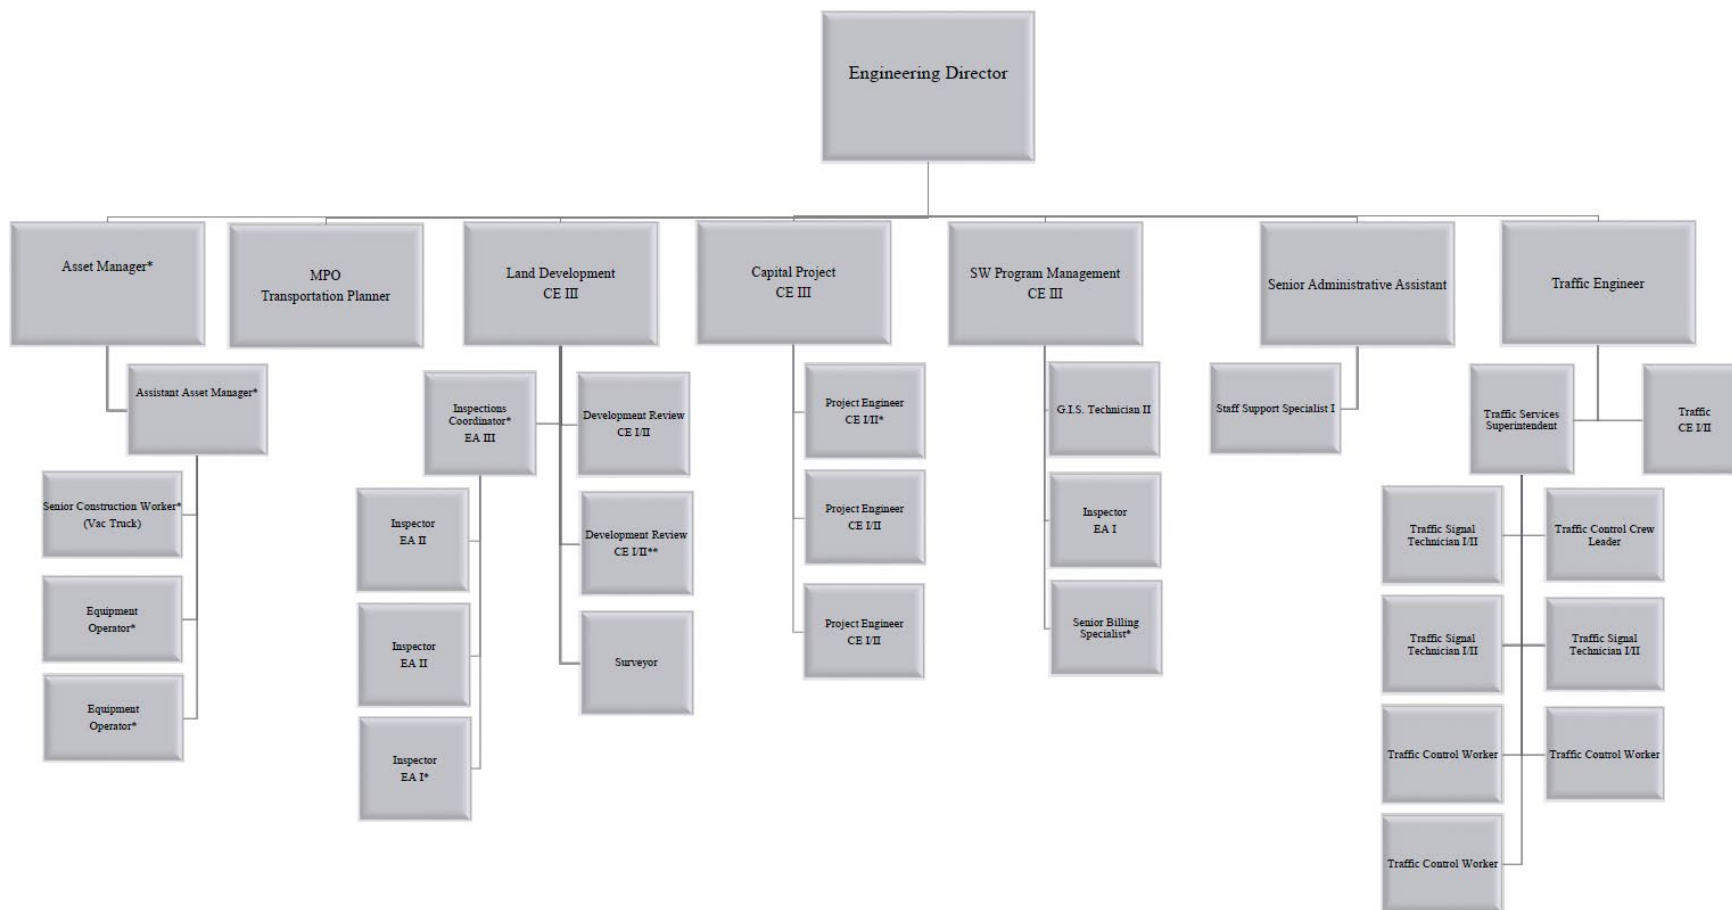 Engineering Director
Asset Manager*
MPO
Transportation Planner
Land Development
CE III
Capital Project
CE III
SW Program Management
CE III
Senior Administrative Assistant
Traffic Engineer
Assistant Asset Manager*
Senior Construction Worker*
(Vac Truck)
Equipment
Operator*
Equipment
Operator*
Inspections
Coordinator*
EA III
Inspector
EA II
Inspector
EA II
Inspector
EA I*
Development Review
CE I/II
Development Review
CE I/II**
Surveyor
Project Engineer
CE I/II*
Project Engineer
CE I/II
Project Engineer
CE I/II
G.I.S. Technician II
Inspector
EA I
Senior Billing
Specialist*
Staff Support Specialist I
Traffic Services
Superintendent
Traffic
CE I/II
Traffic Signal
Technician I/II
Traffic Control Crew
Leader
Traffic Signal
Technician I/II
Traffic Signal
Technician I/II
Traffic Control Worker
Traffic Control Worker
Traffic Control Worker